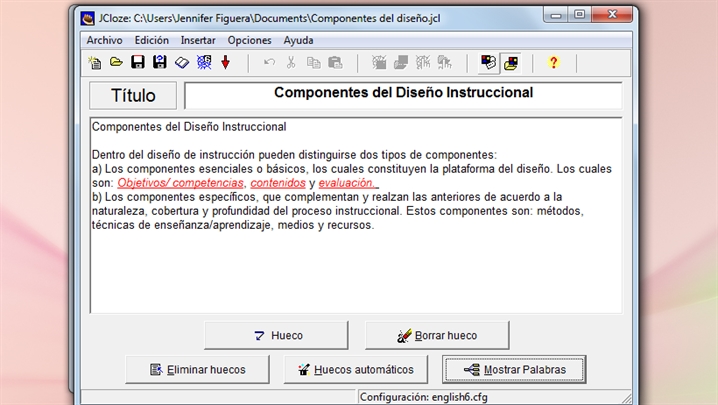 JCloze: C:\Users\Jennifer Figuera\Documents\Componentes del diseño.jcl
Archivo Edición Insertar Opciones Ayuda
Título
Componentes del Diseño Instruccional
Componentes del Diseño Instruccional
Dentro del diseño de instrucción pueden distinguirse dos tipos de componentes:
a) Los componentes esenciales o básicos, los cuales constituyen la plataforma del diseño. Los cuales
son: Objetivos/ competencias, contenidos y evaluación.
b) Los componentes específicos, que complementan y realzan las anteriores de acuerdo a la
naturaleza, cobertura y profundidad del proceso instruccional. Estos componentes son: métodos,
técnicas de enseñanza/aprendizaje, medios y recursos.
Hueco Borrar hueco
Eliminar huecos Huecos automáticos Mostrar Palabras
Configuración: english6.cfg